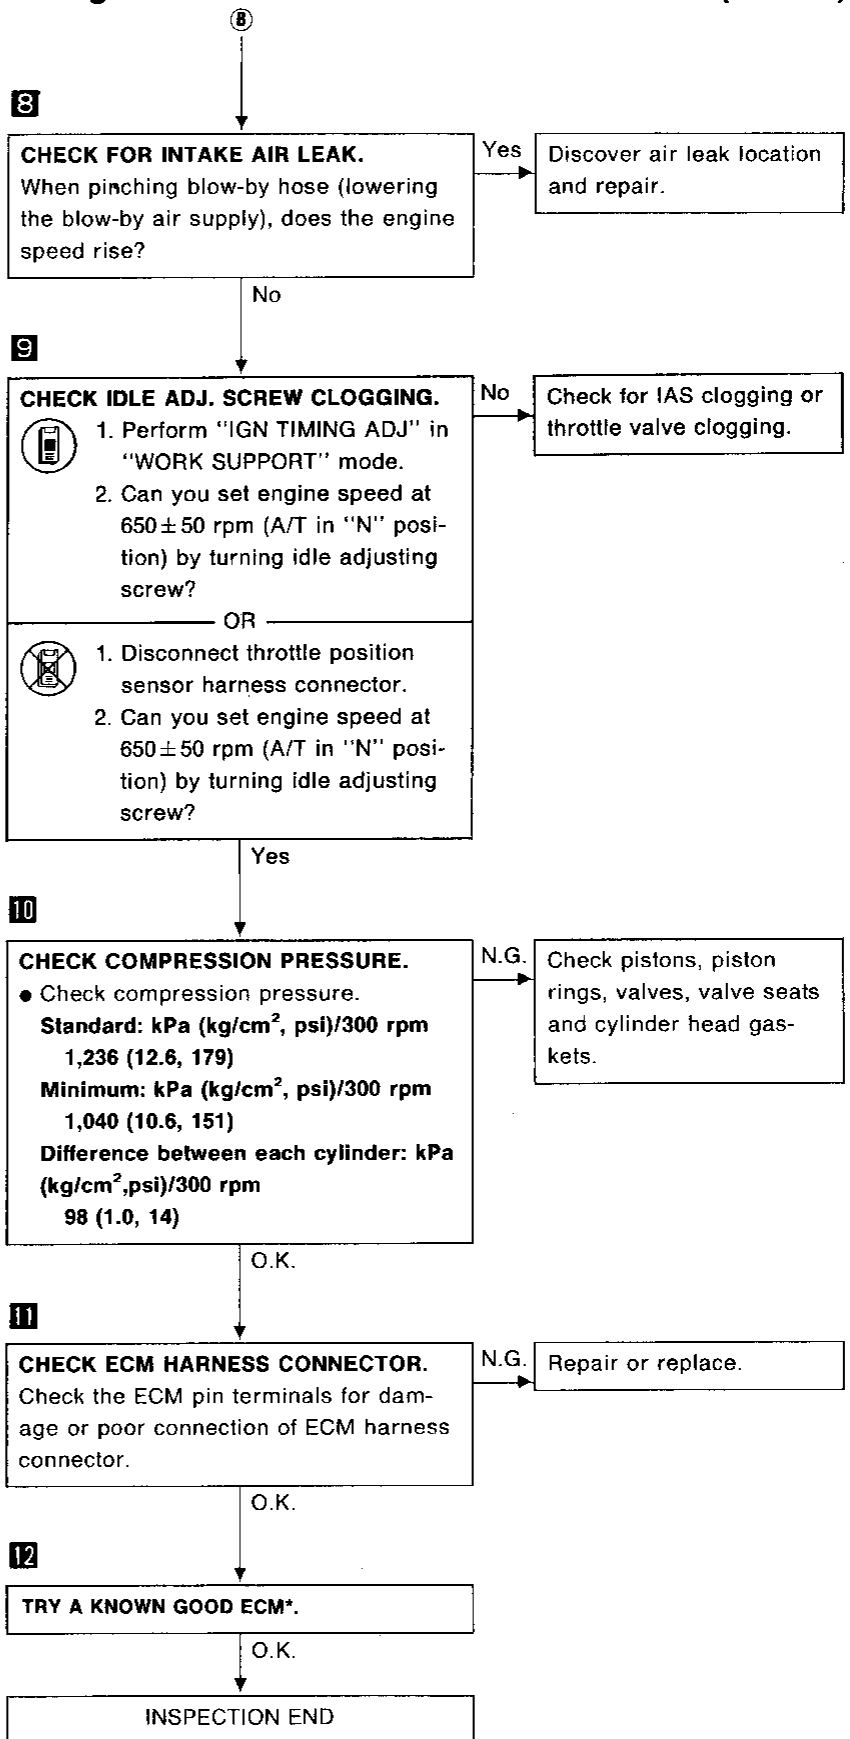 B
8
CHECK FOR INTAKE AIR LEAK.
When pinching blow-by hose (lowering
the blow-by air supply), does the engine
speed rise?
Yes
Discover air leak location
and repair.
No
9
CHECK IDLE ADJ. SCREW CLOGGING.
1. Perform "IGN TIMING ADJ" in
"WORK SUPPORT" mode.
2. Can you set engine speed at
650±50 rpm (A/T in "N" posi-
tion) by turning idle adjusting
screw?
OR
1. Disconnect throttle position
sensor harness connector.
2. Can you set engine speed at
650±50 rpm (A/T in "N" posi-
tion) by turning idle adjusting
screw?
No
Check for IAS clogging or
throttle valve clogging.
Yes
10
CHECK COMPRESSION PRESSURE.
● Check compression pressure.
Standard: kPa (kg/cm², psi)/300 rpm
1,236 (12.6, 179)
Minimum: kPa (kg/cm², psi)/300 rpm
1,040 (10.6, 151)
Difference between each cylinder: kPa
(kg/cm²,psi)/300 rpm
98 (1.0, 14)
N.G.
Check pistons, piston
rings, valves, valve seats
and cylinder head gas-
kets.
O.K.
11
CHECK ECM HARNESS CONNECTOR.
Check the ECM pin terminals for dam-
age or poor connection of ECM harness
connector.
N.G.
Repair or replace.
O.K.
12
TRY A KNOWN GOOD ECM*.
O.K.
INSPECTION END